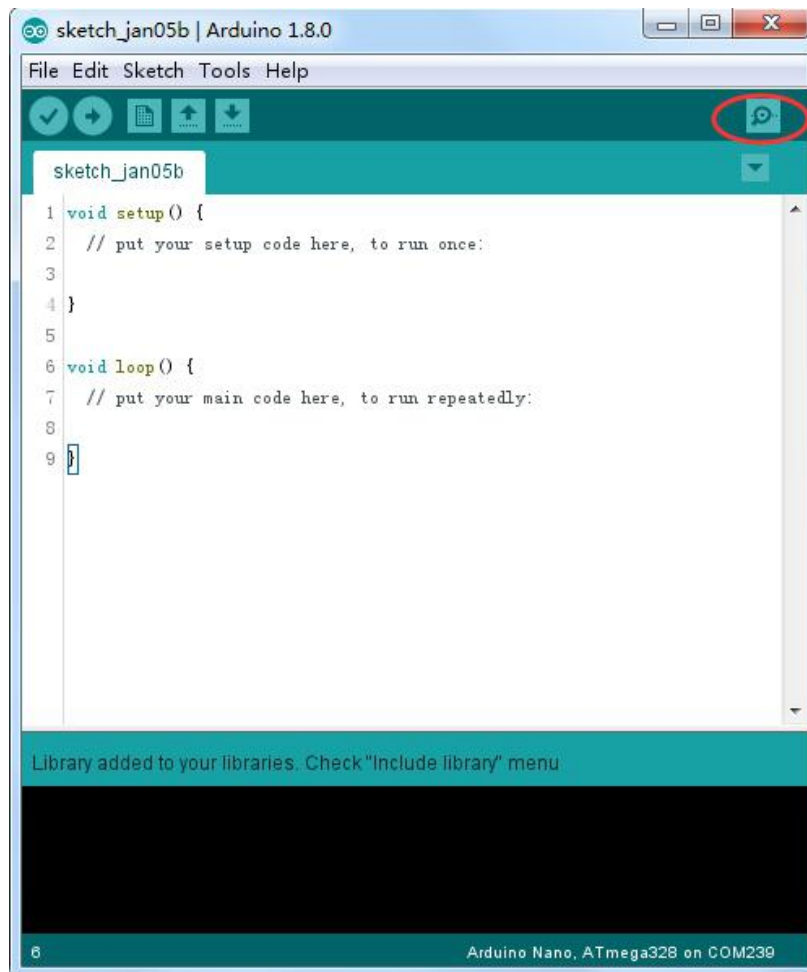 sketch_jan05b | Arduino 1.8.0
File Edit Sketch Tools Help
sketch_jan05b
1 void setup() {
2 // put your setup code here, to run once:
3
4 }
5
6 void loop() {
7 // put your main code here, to run repeatedly:
8
9 }
Library added to your libraries. Check "Include library" menu
6 Arduino Nano, ATmega328 on COM239